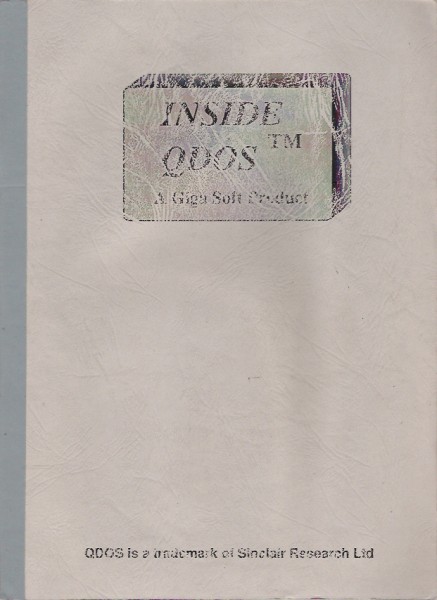 INSIDE
QDOS TM
A Giga Soft Product
QDOS is a trademark of Sinclair Research Ltd